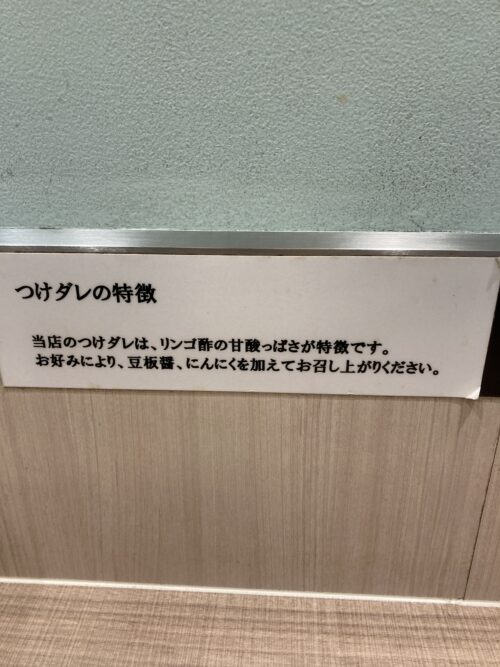 つけダレの特徴
当店のつけダレは、リンゴ酢の甘酸っぱさが特徴です。
お好みにより、豆板醤、にんにくを加えてお召し上がりください。